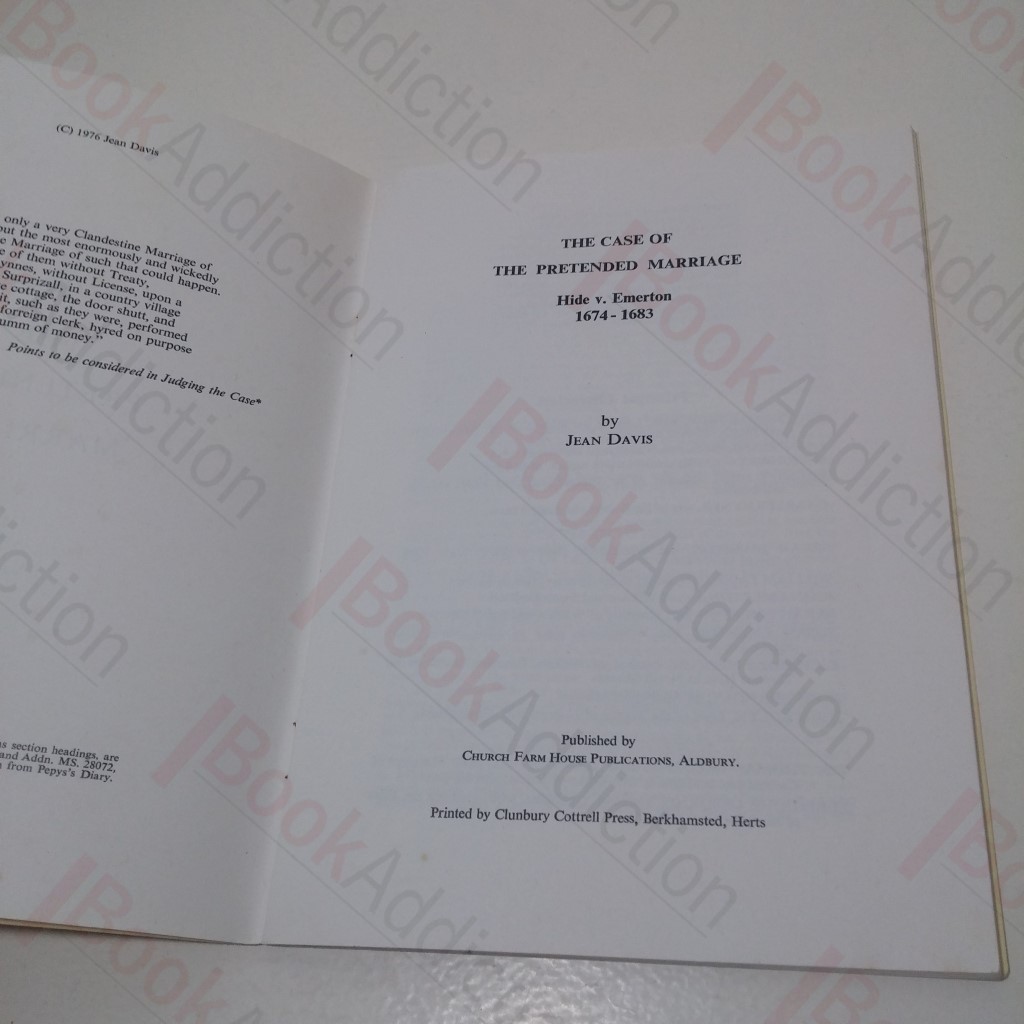 (C) 1976 Jean Davis
only a very Clandestine Marriage of
but the most enormously and wickedly
Marriage of such that could happen.
of them without Treaty,
without License, upon a
Surprizall, in a country village
cottage, the door shutt, and
it, such as they were, performed
forreign clerk, hyred on purpose
of money."
Points to be considered in Judging the Case*
section headings, are
and Addn. MS. 28072,
from Pepys's Diary.
THE CASE OF
THE PRETENDED MARRIAGE
Hide v. Emerton
1674 - 1683
by
JEAN DAVIS
Published by
CHURCH FARM HOUSE PUBLICATIONS, ALDBURY.
Printed by Clunbury Cottrell Press, Berkhamsted, Herts
BookAddiction